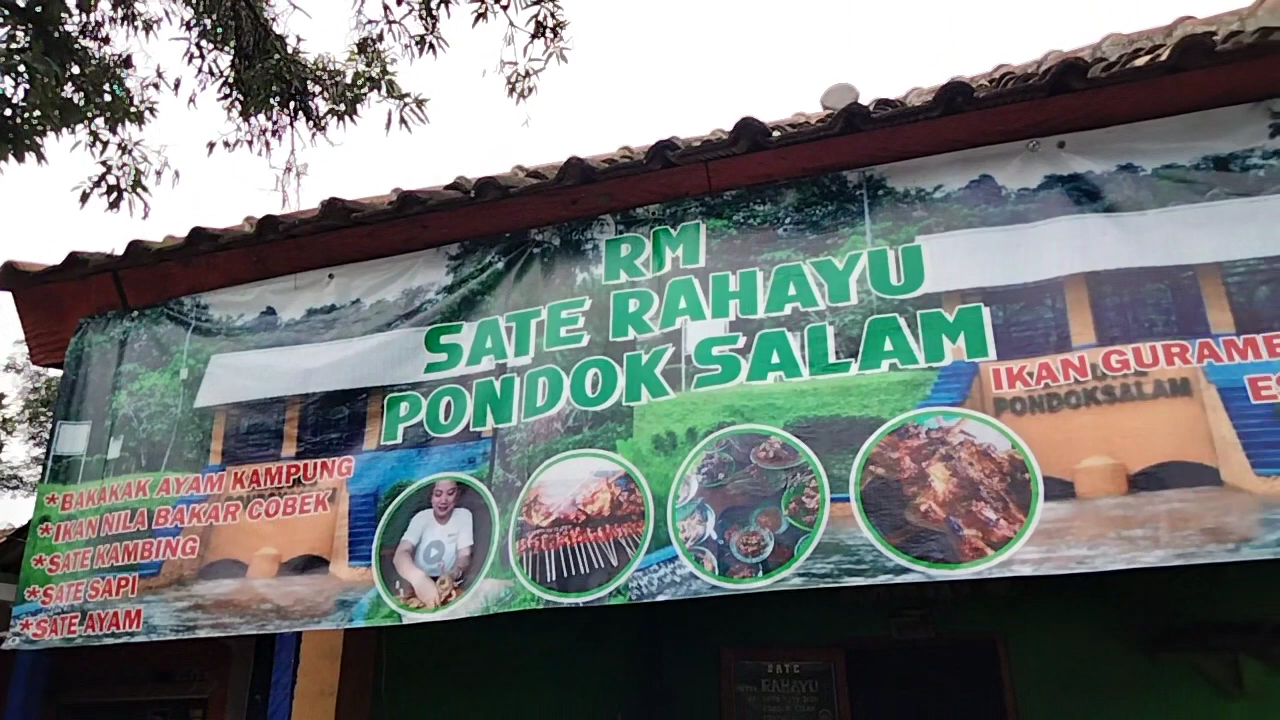 RM
SATE RAHAYU
PONDOK SALAM
*BAKAKAK AYAM KAMPUNG
*IKAN NILA BAKAR COBEK
*SATE KAMBING
*SATE SAPI
*SATE AYAM
IKAN GURAME
PONDOKSALAM
SATE
RAHAYU